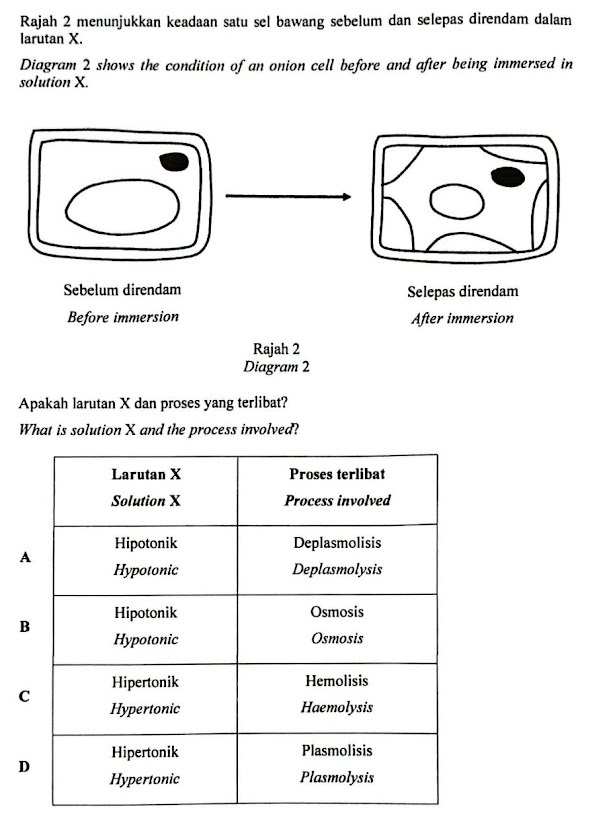 Rajah 2 menunjukkan keadaan satu sel bawang sebelum dan selepas direndam dalam
larutan X.
Diagram 2 shows the condition of an onion cell before and after being immersed in
solution X.
Sebelum direndam
Before immersion
Selepas direndam
After immersion
Rajah 2
Diagram 2
Apakah larutan X dan proses yang terlibat?
What is solution X and the process involved?
Larutan X
Solution X
Proses terlibat
Process involved
A
Hipotonik
Hypotonic
Deplasmolisis
Deplasmolysis
B
Hipotonik
Hypotonic
Osmosis
Osmosis
C
Hipertonik
Hypertonic
Hemolisis
Haemolysis
D
Hipertonik
Hypertonic
Plasmolisis
Plasmolysis